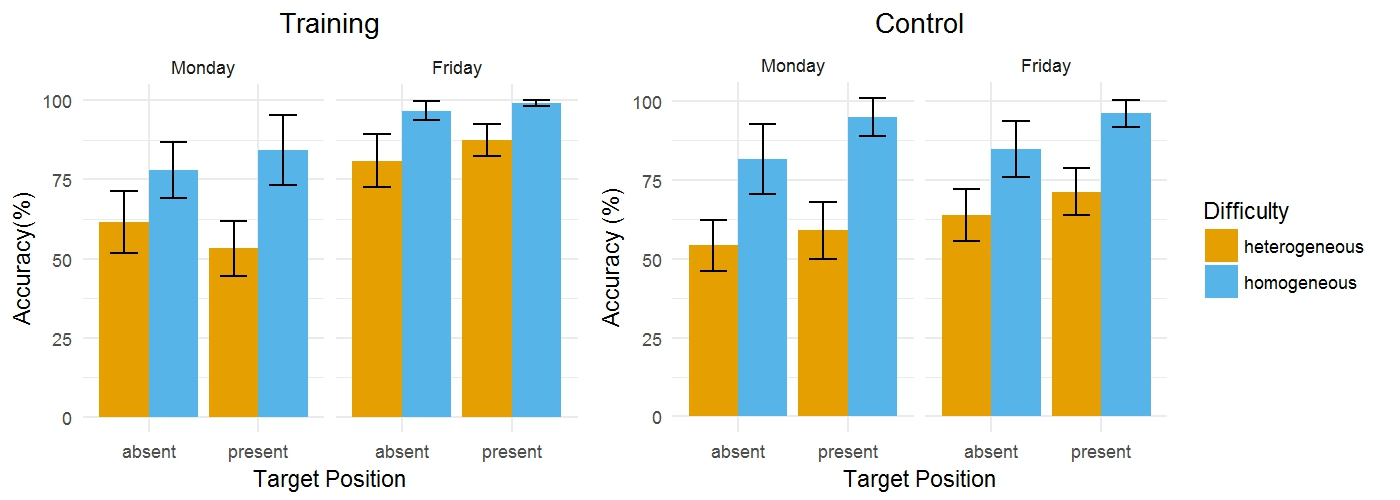 Training
Monday
Friday
Accuracy(%)
100
75
50
25
0
absent
present
absent
present
Target Position
Control
Monday
Friday
Accuracy(%)
100
75
50
25
0
absent
present
absent
present
Target Position
Difficulty
heterogeneous
homogeneous